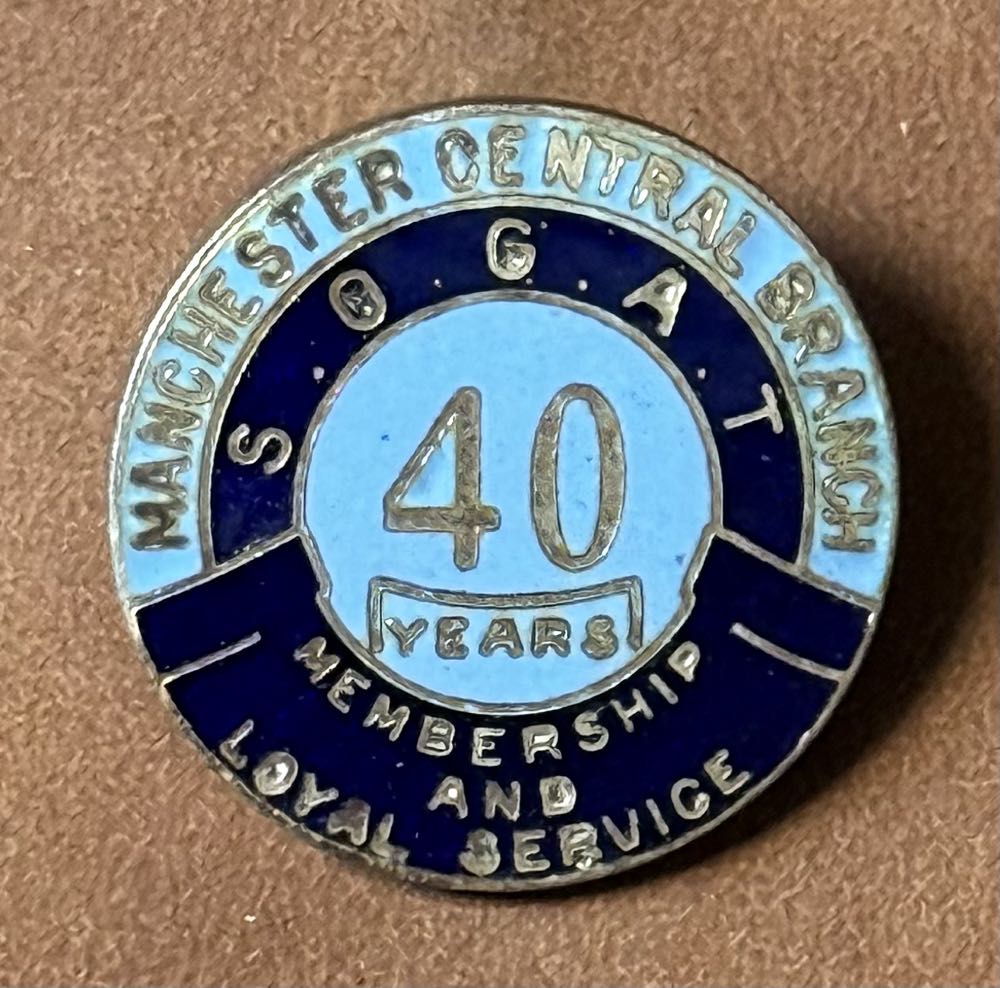 MANCHESTER CENTRAL BRANCH
S.O.G.A.T
40
YEARS
MEMBERSHIP
AND
LOYAL SERVICE